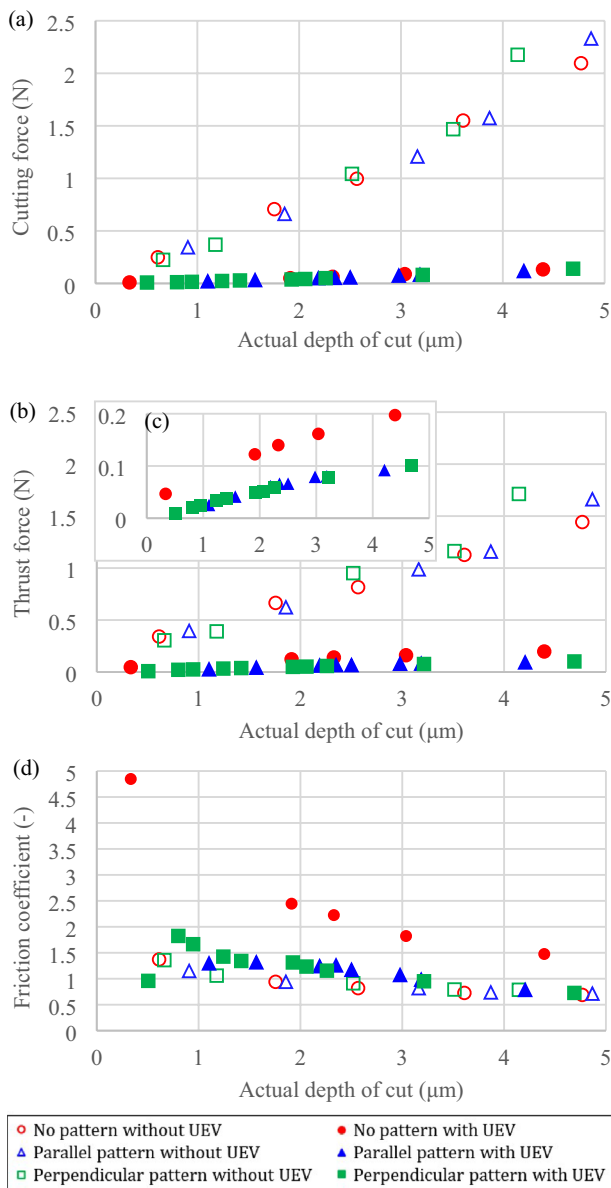 (a)
Cutting force (N)
2.5
2
1.5
1
0.5
0
0 1 2 3 4 5
Actual depth of cut (μm)
(b)
Thrust force (N)
2.5
2
1.5
1
0.5
0
(c)
0.2
0.1
0
0 1 2 3 4 5
0 1 2 3 4 5
Actual depth of cut (μm)
(d)
Friction coefficient (-)
5
4.5
4
3.5
3
2.5
2
1.5
1
0.5
0
0 1 2 3 4 5
Actual depth of cut (μm)
No pattern without UEV No pattern with UEV
Parallel pattern without UEV Parallel pattern with UEV
Perpendicular pattern without UEV Perpendicular pattern with UEV